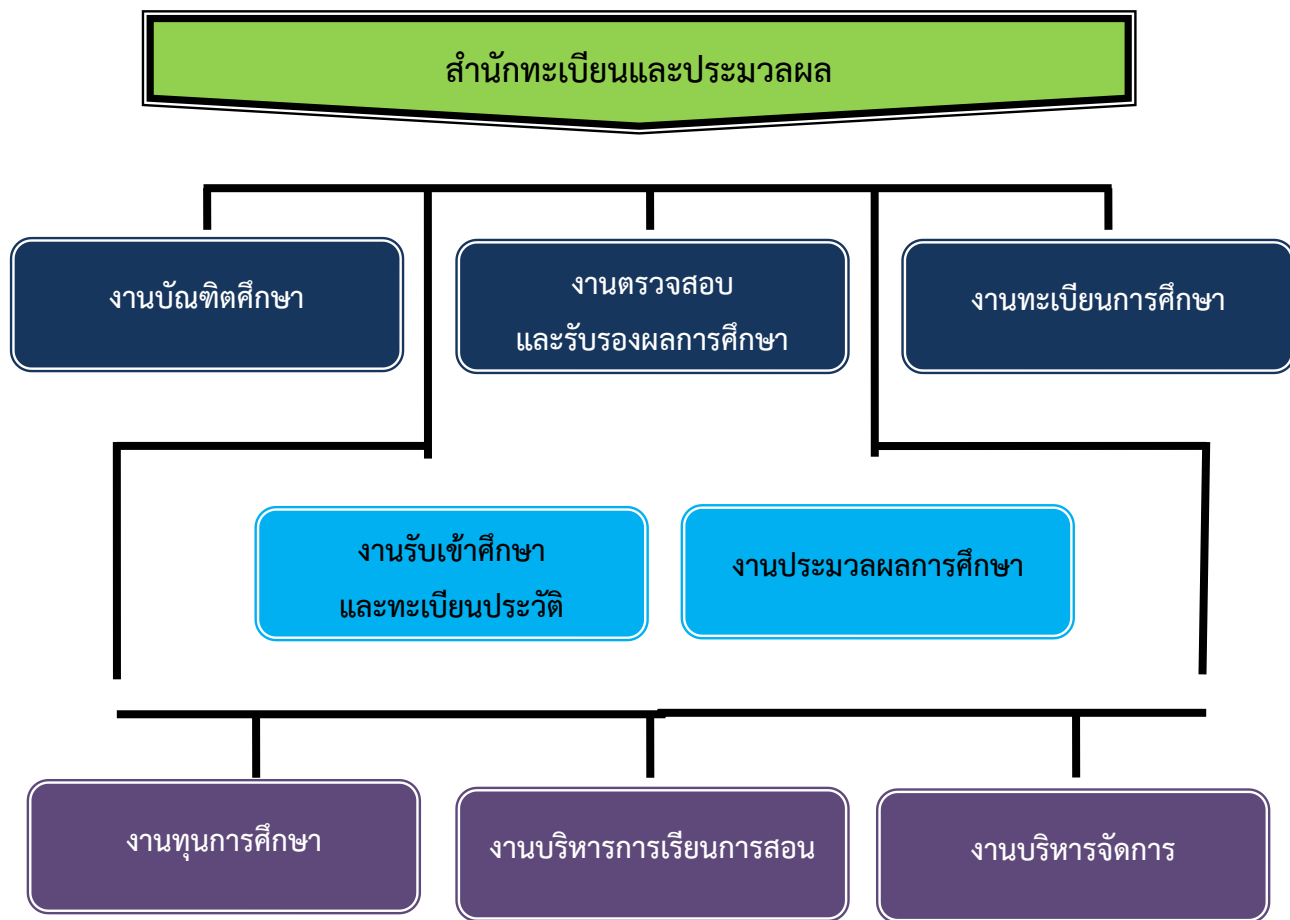 สำนักทะเบียนและประมวลผล
งานบัณฑิตศึกษา
งานตรวจสอบ
และรับรองผลการศึกษา
งานทะเบียนการศึกษา
งานรับเข้าศึกษา
และทะเบียนประวัติ
งานประมวลผลการศึกษา
งานทุนการศึกษา
งานบริหารการเรียนการสอน
งานบริหารจัดการ